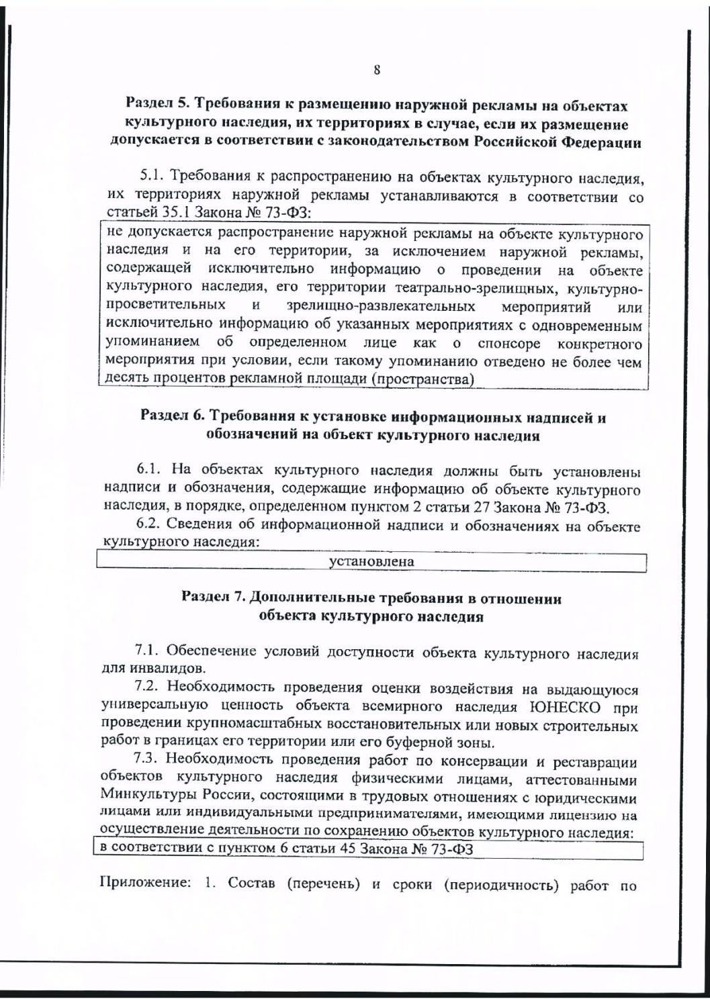 8
Раздел 5. Требования к размещению наружной рекламы на объектах
культурного наследия, их территориях в случае, если их размещение
допускается в соответствии с законодательством Российской Федерации
5.1. Требования к распространению на объектах культурного наследия,
их территориях наружной рекламы устанавливаются в соответствии со
статьей 35.1 Закона № 73-ФЗ:
не допускается распространение наружной рекламы на объекте культурного
наследия и на его территории, за исключением наружной рекламы,
содержащей исключительно информацию о проведении на объекте
культурного наследия, его территории театрально-зрелищных, культурно-
просветительных и зрелищно-развлекательных мероприятий или
исключительно информацию об указанных мероприятиях с одновременным
упоминанием об определенном лице как о спонсоре конкретного
мероприятия при условии, если такому упоминанию отведено не более чем
десять процентов рекламной площади (пространства)
Раздел 6. Требования к установке информационных надписей и
обозначений на объект культурного наследия
6.1. На объектах культурного наследия должны быть установлены
надписи и обозначения, содержащие информацию об объекте культурного
наследия, в порядке, определенном пунктом 2 статьи 27 Закона № 73-ФЗ.
6.2. Сведения об информационной надписи и обозначениях на объекте
культурного наследия:
установлена
Раздел 7. Дополнительные требования в отношении
объекта культурного наследия
7.1. Обеспечение условий доступности объекта культурного наследия
для инвалидов.
7.2. Необходимость проведения оценки воздействия на выдающуюся
универсальную ценность объекта всемирного наследия ЮНЕСКО при
проведении крупномасштабных восстановительных или новых строительных
работ в границах его территории или его буферной зоны.
7.3. Необходимость проведения работ по консервации и реставрации
объектов культурного наследия физическими лицами, аттестованными
Минкультуры России, состоящими в трудовых отношениях с юридическими
лицами или индивидуальными предпринимателями, имеющими лицензию на
осуществление деятельности по сохранению объектов культурного наследия:
в соответствии с пунктом 6 статьи 45 Закона № 73-ФЗ
Приложение: 1. Состав (перечень) и сроки (периодичность) работ по